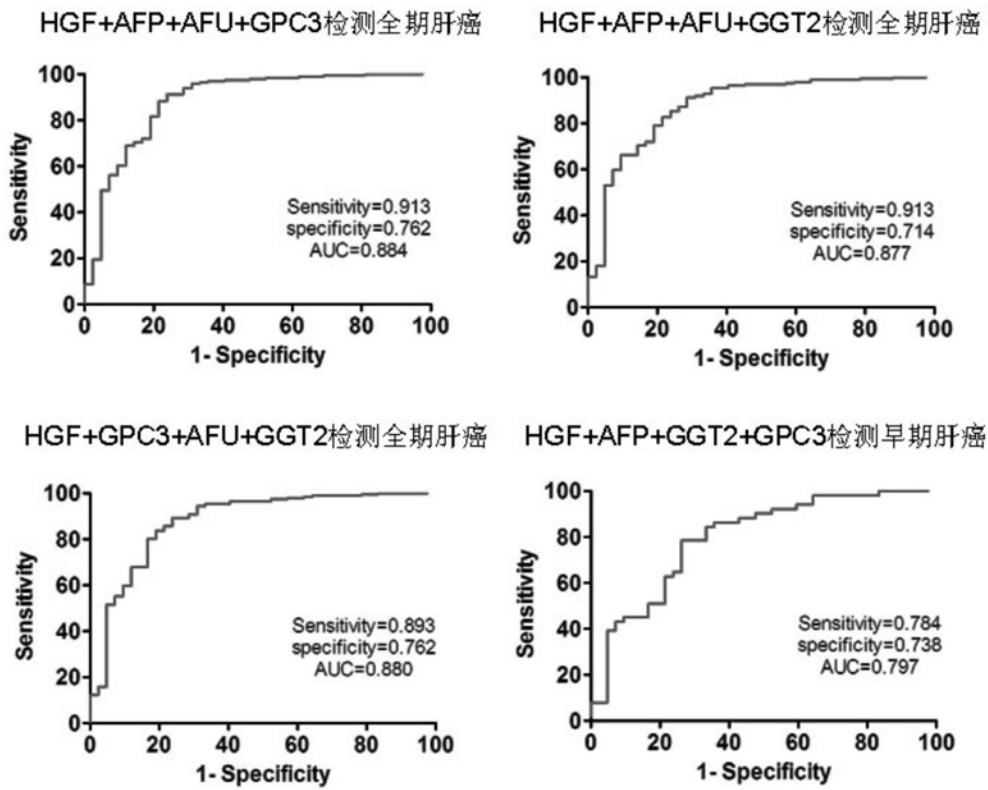 HGF+AFP+AFU+GPC3检测全期肝癌
Sensitivity
100
80
60
40
20
0
Sensitivity=0.913
specificity=0.762
AUC=0.884
0 20 40 60 80 100
1- Specificity
HGF+AFP+AFU+GGT2检测全期肝癌
Sensitivity
100
80
60
40
20
0
Sensitivity=0.913
specificity=0.714
AUC=0.877
0 20 40 60 80 100
1- Specificity
HGF+GPC3+AFU+GGT2检测全期肝癌
Sensitivity
100
80
60
40
20
0
Sensitivity=0.893
specificity=0.762
AUC=0.880
0 20 40 60 80 100
1- Specificity
HGF+AFP+GGT2+GPC3检测早期肝癌
Sensitivity
100
80
60
40
20
0
Sensitivity=0.784
specificity=0.738
AUC=0.797
0 20 40 60 80 100
1- Specificity